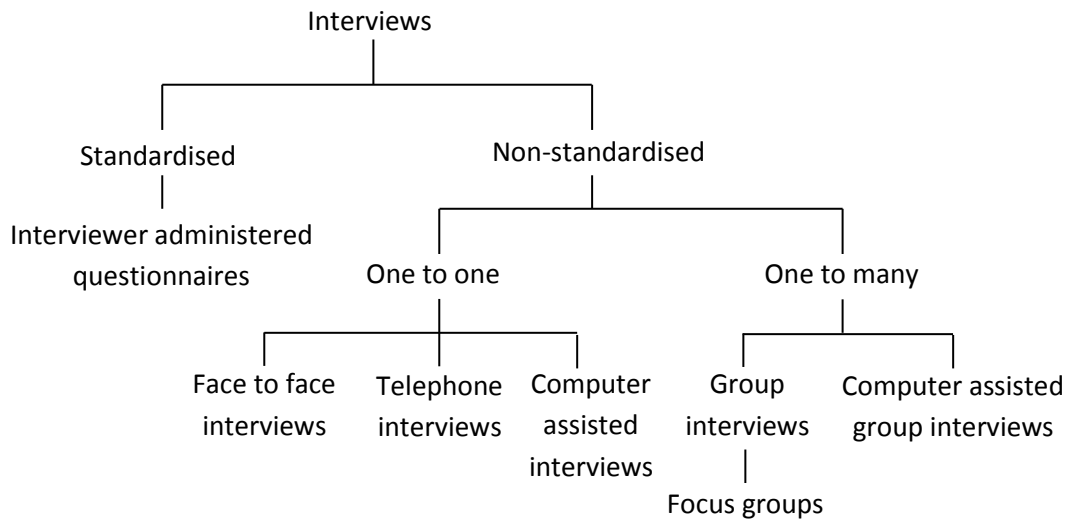 Interviews
Standardised
Non-standardised
Interviewer administered
questionnaires
One to one
One to many
Face to face
interviews
Telephone
interviews
Computer
assisted
interviews
Group
interviews
Computer assisted
group interviews
Focus groups